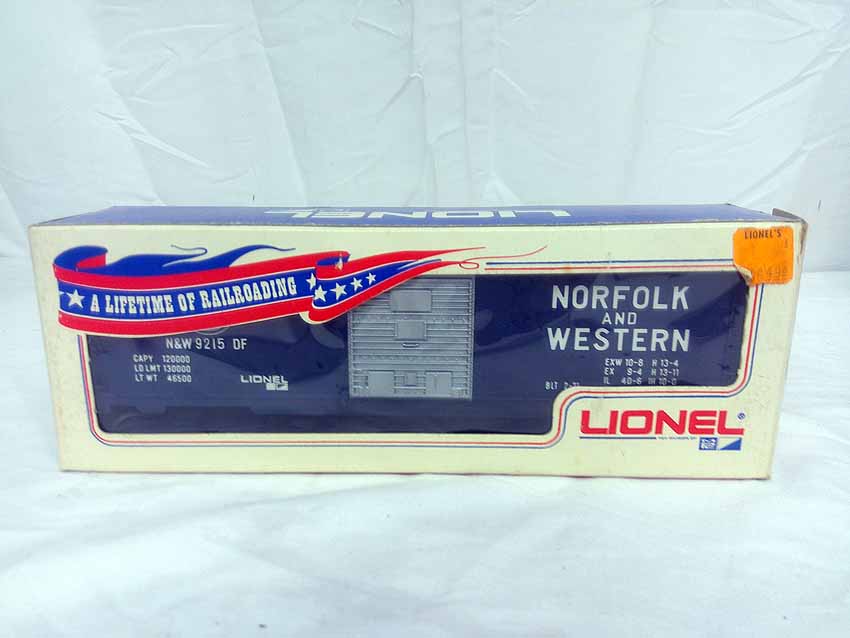 LIONEL
LIONEL'S
A LIFETIME OF RAILROADING
N&W 9215 DF
CAPY 120000
LD LMT 130000
LT WT 46500
LIONEL
NORFOLK
AND
WESTERN
EXW 10-8 H 13-4
EX 9-4 H 13-11
IL 40-6 IH 10-0
BLT 2-71
LIONEL®